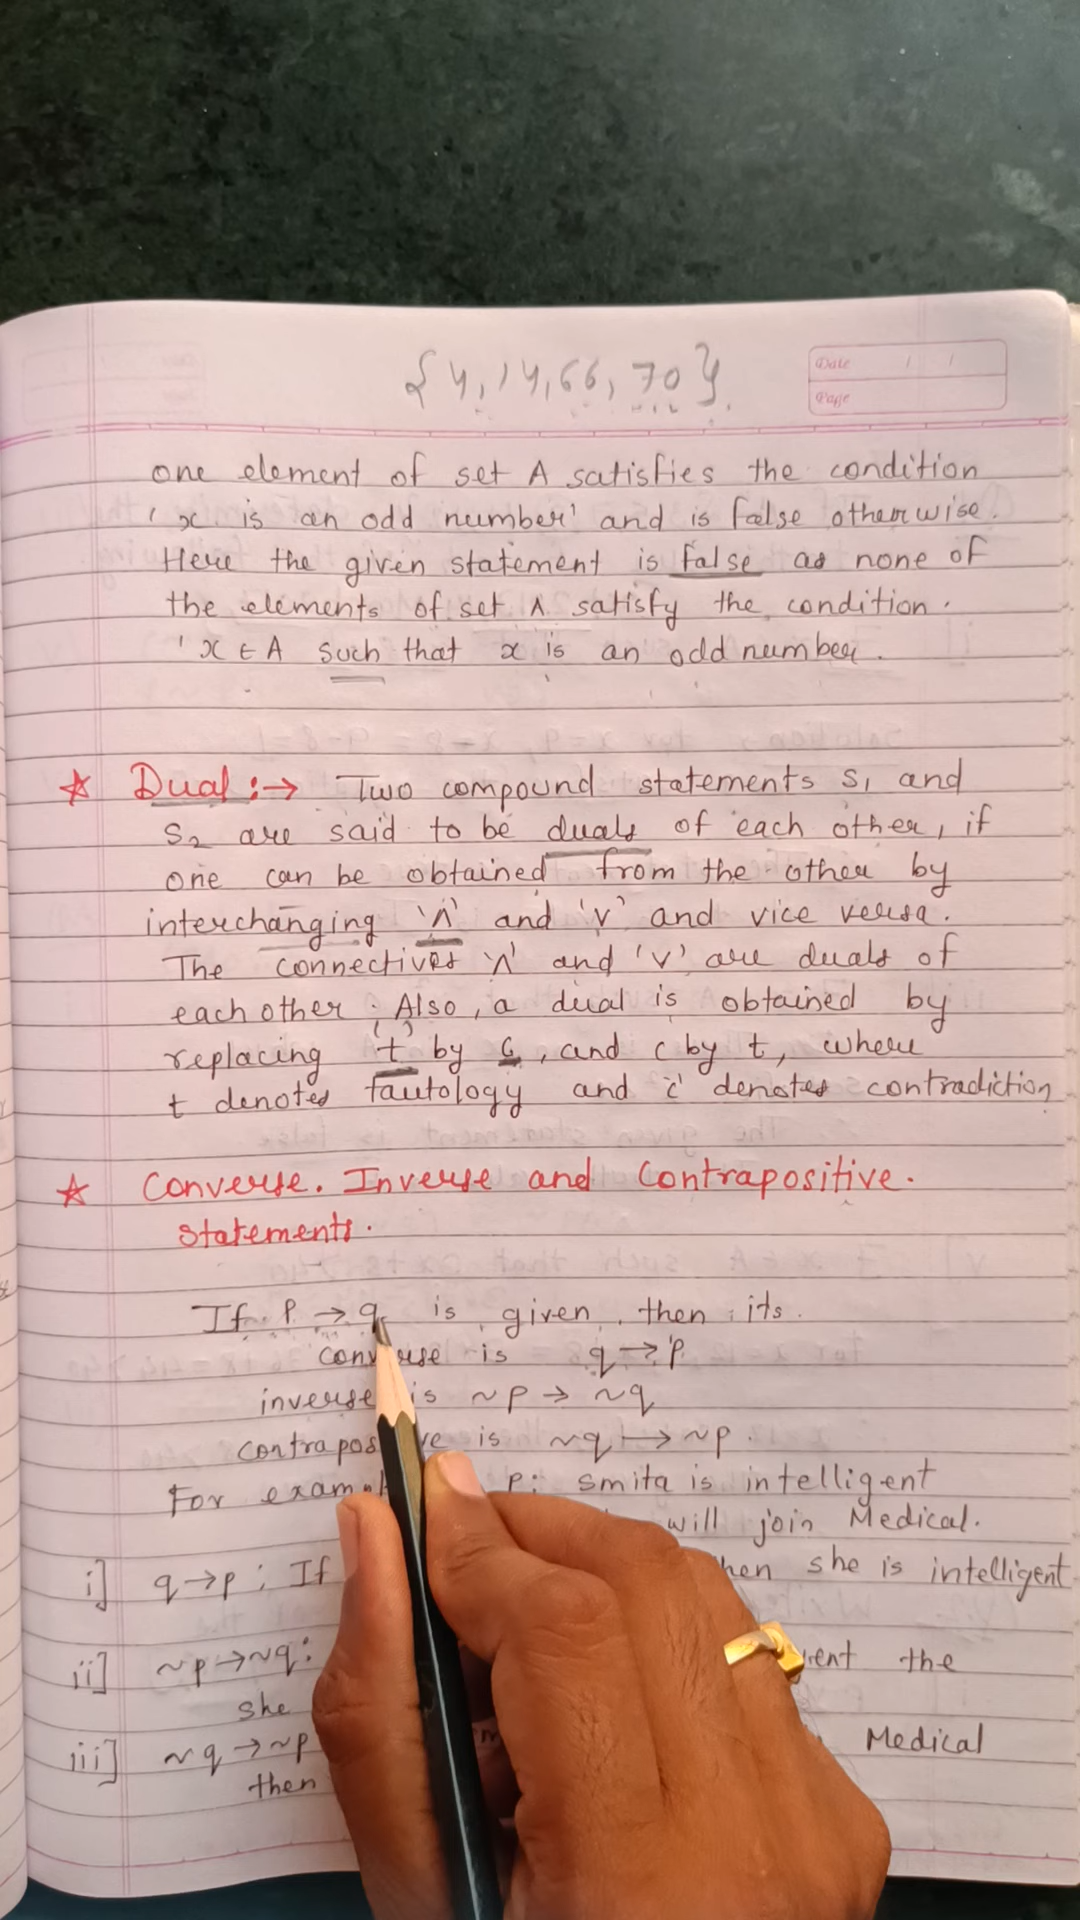 {4, 14, 66, 70}
Date / /
Page
one element of set A satisfies the condition
'x is an odd number' and is false otherwise.
Here the given statement is false as none of
the elements of set A satisfy the condition.
'x ∈ A such that x is an odd number.
★ Dual :→ Two compound statements S₁ and
S₂ are said to be duals of each other, if
one can be obtained from the other by
interchanging '∧' and '∨' and vice versa.
The connectives '∧' and '∨' are duals of
each other. Also, a dual is obtained by
replacing 't' by c, and c by t, where
t denotes tautology and 'c' denotes contradiction
★ Converse. Inverse and Contrapositive.
statements.
If p → q is given, then its.
converse is q → p
inverse is ~p → ~q
contrapositive is ~q → ~p.
For exam p: smita is intelligent
will join Medical.
i] q→p : If she is intelligent
ii] ~p→~q: the
she
iii] ~q→~p Medical
then